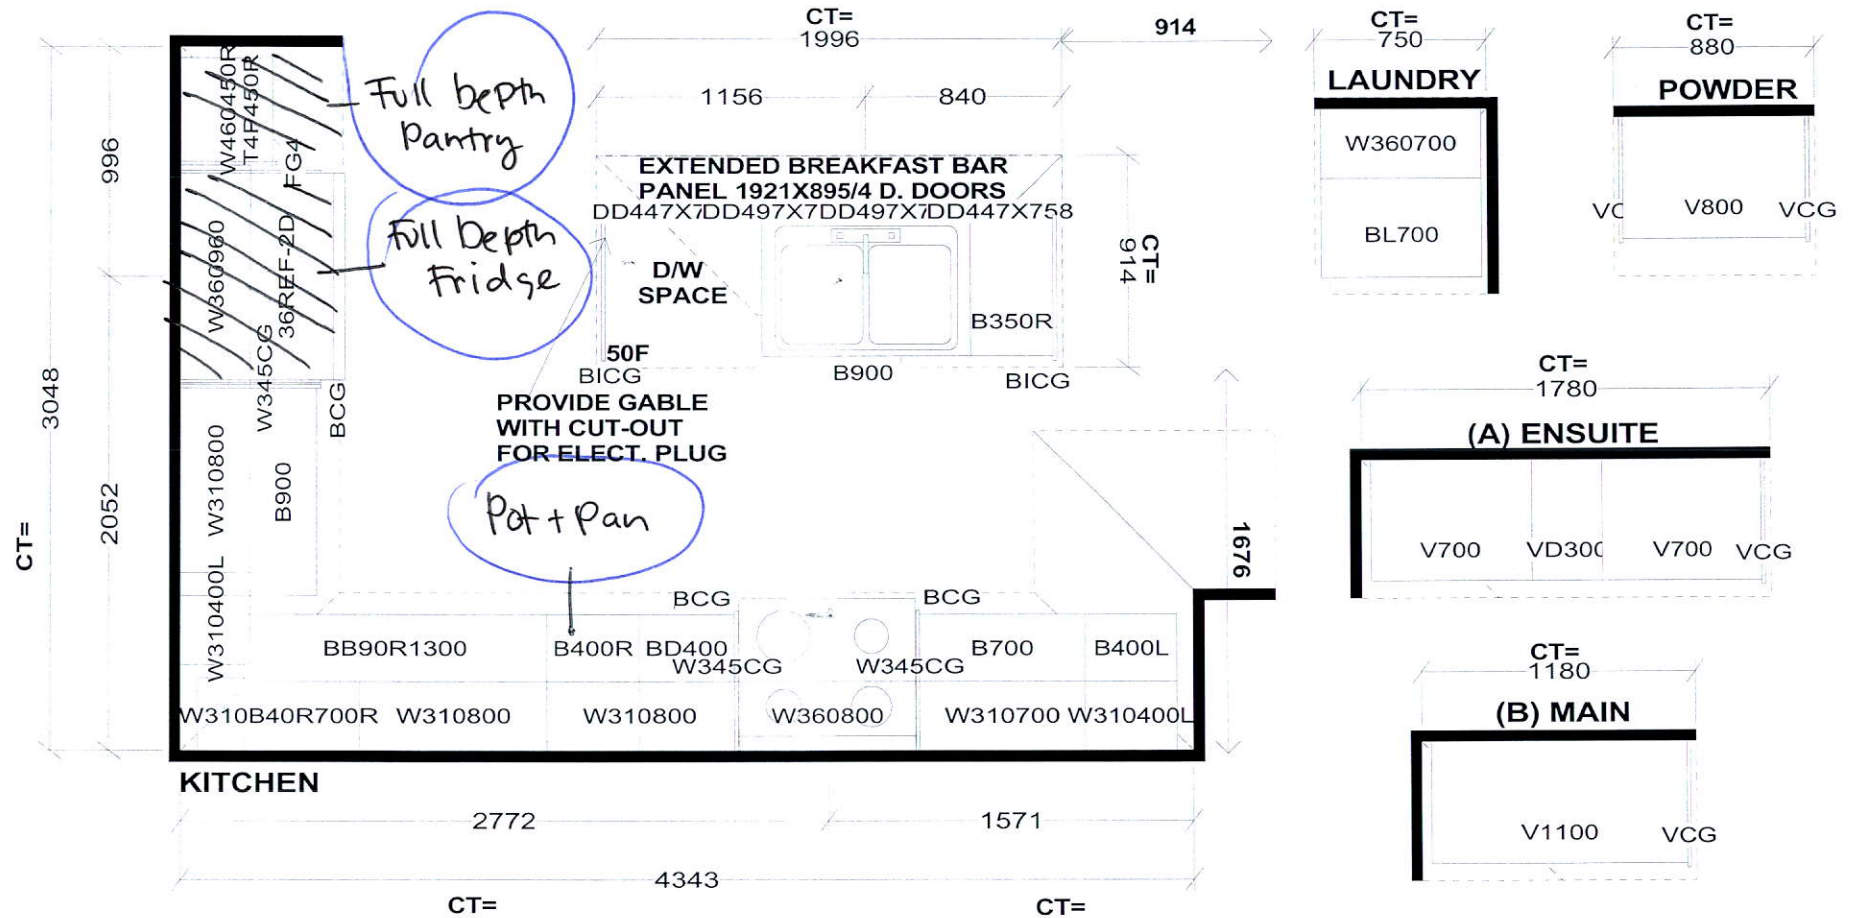 CT=
1996
914
1156
840
CT=
750
LAUNDRY
W360700
BL700
CT=
880
POWDER
VC
V800
VCG
W460450R
T4P450R
FG4
996
Full Depth
Pantry
EXTENDED BREAKFAST BAR
PANEL 1921X895/4 D. DOORS
DD447X7DD497X7DD497X7DD447X758
W360960
36REF-2D
Full Depth
Fridge
D/W
SPACE
B350R
914
CT=
3048
W345CG
BCG
50F
BICG
B900
BICG
PROVIDE GABLE
WITH CUT-OUT
FOR ELECT. PLUG
CT=
1780
(A) ENSUITE
V700
VD300
V700
VCG
W310800
B900
2052
CT=
Pot + Pan
1676
W310400L
BCG
BCG
BB90R1300
B400R
BD400
W345CG
W345CG
B700
B400L
W310B40R700R
W310800
W310800
W360800
W310700
W310400L
CT=
1180
(B) MAIN
V1100
VCG
KITCHEN
2772
1571
4343
CT=
CT=